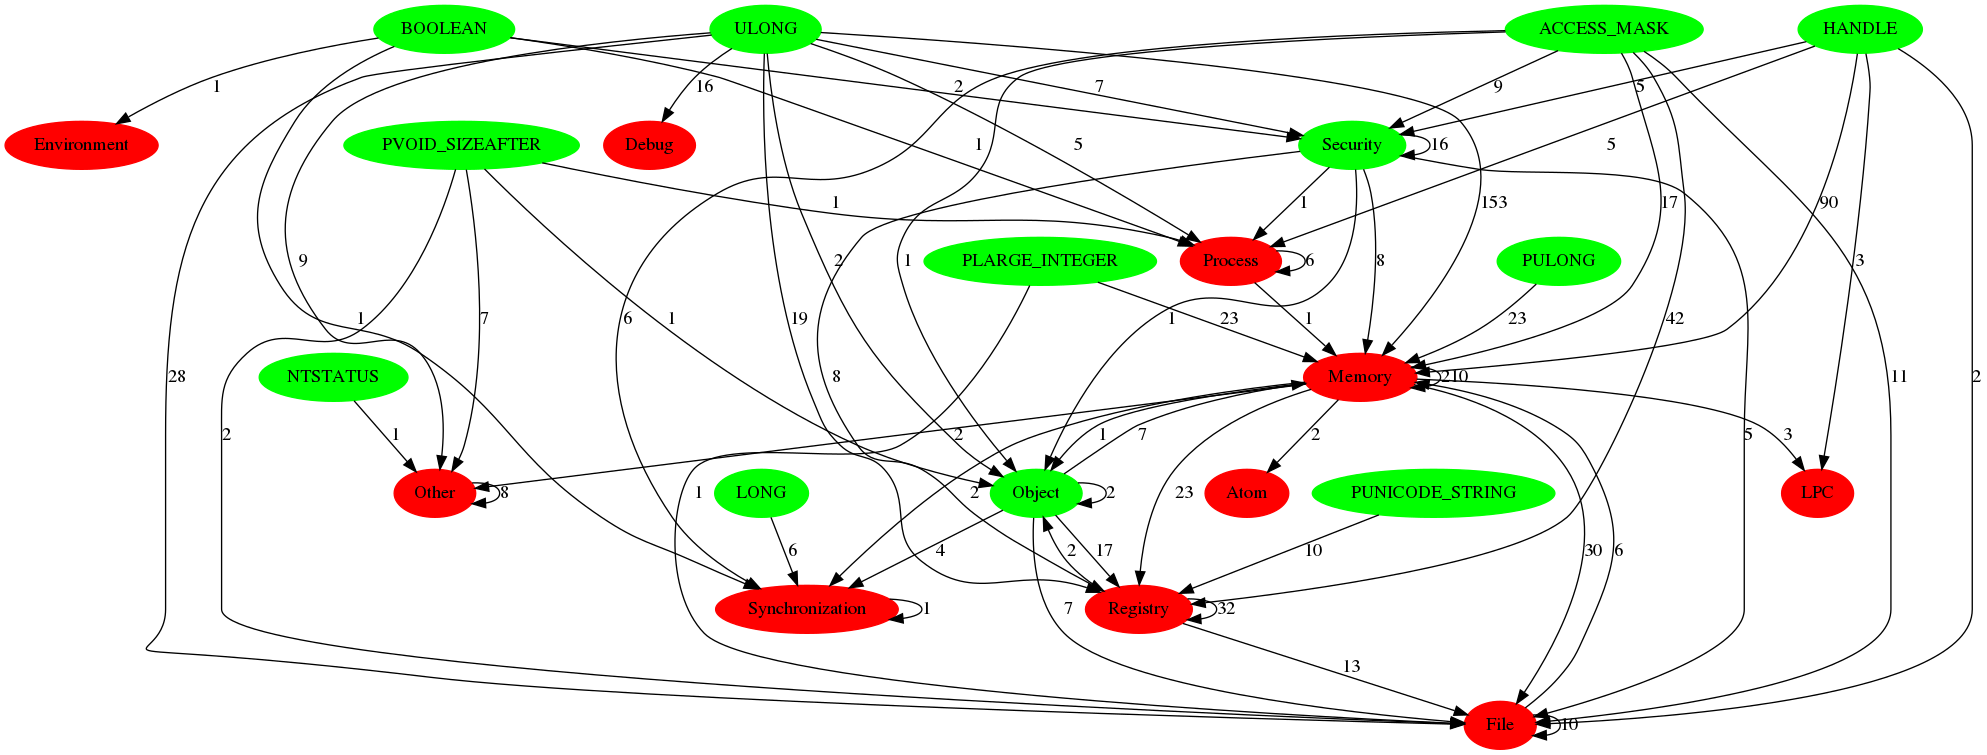 BOOLEAN ULONG ACCESS_MASK HANDLE
1 16 2 7 9 5
Environment PVOID_SIZEAFTER Debug Security 16
1 1 5 5 153 17 90
PLARGE_INTEGER Process 6 PULONG
9 2 1 8 3
28 1 7 6 1 19 1 23 1 23 42
NTSTATUS Memory 210
2 8 11 5 2
1 2 1 7 2 3
Other 8 LONG Object 2 Atom PUNICODE_STRING LPC
1 2 23
6 4 2 17 10 30 6
Synchronization 1 7 Registry 32
13
File 10